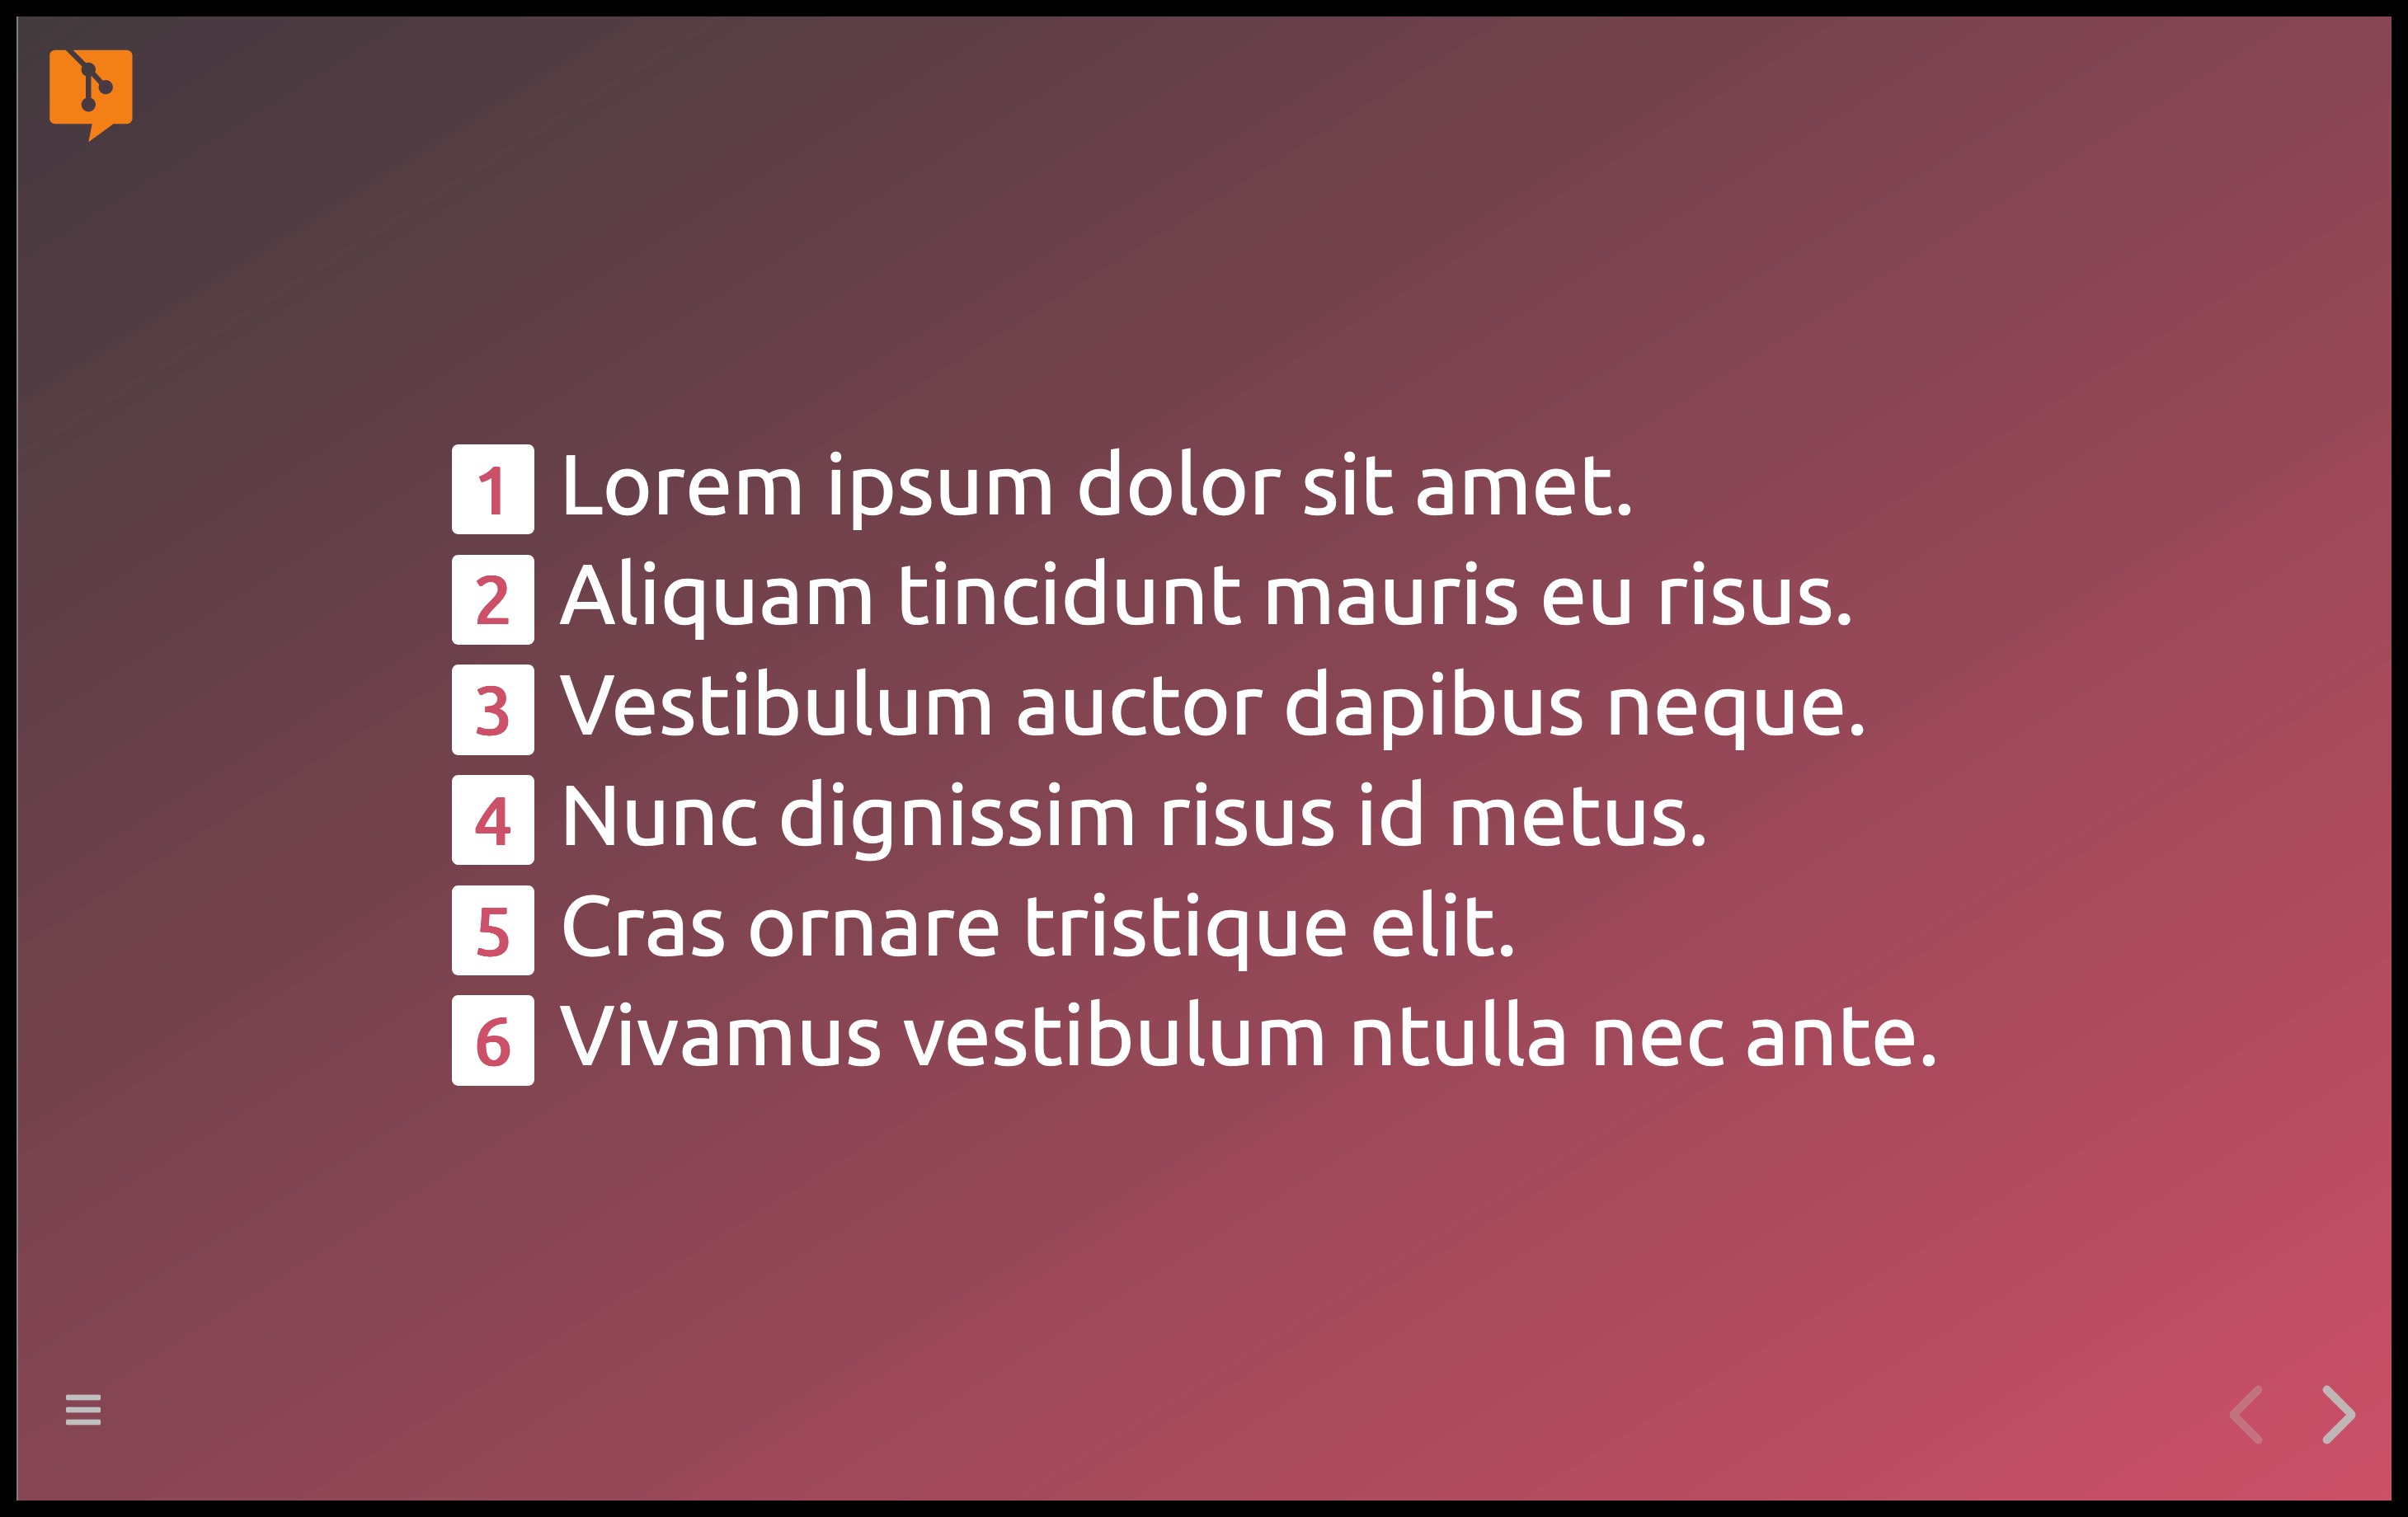 1 Lorem ipsum dolor sit amet.
2 Aliquam tincidunt mauris eu risus.
3 Vestibulum auctor dapibus neque.
4 Nunc dignissim risus id metus.
5 Cras ornare tristique elit.
6 Vivamus vestibulum ntulla nec ante.